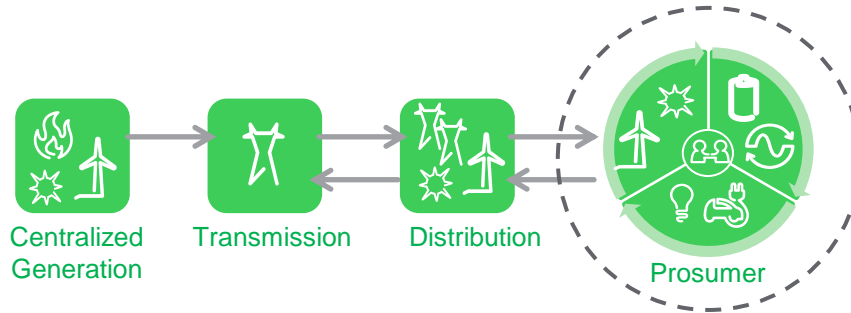 Centralized
Generation
Transmission
Distribution
Prosumer